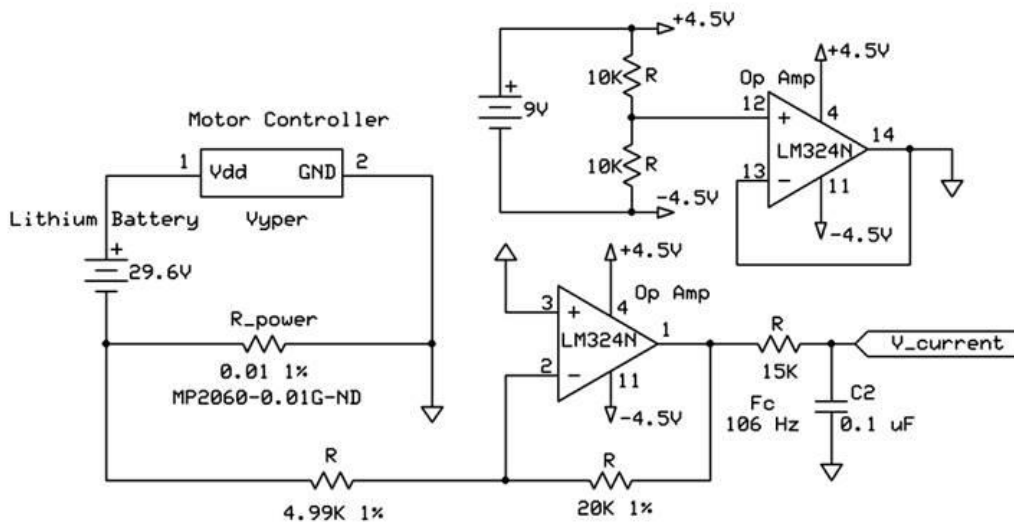 +4.5V
10K R
Op Amp
+4.5V
+
9V
12
+
4
14
LM324N
10K R
13
-
11
-4.5V
-4.5V
Motor Controller
1
Vdd
GND
2
Vyper
Lithium Battery
+
29.6V
+4.5V
Op Amp
3
+
4
1
LM324N
2
-
11
-4.5V
R_power
0.01 1%
MP2060-0.01G-ND
R
15K
V_current
Fc
106 Hz
C2
0.1 uF
R
4.99K 1%
R
20K 1%